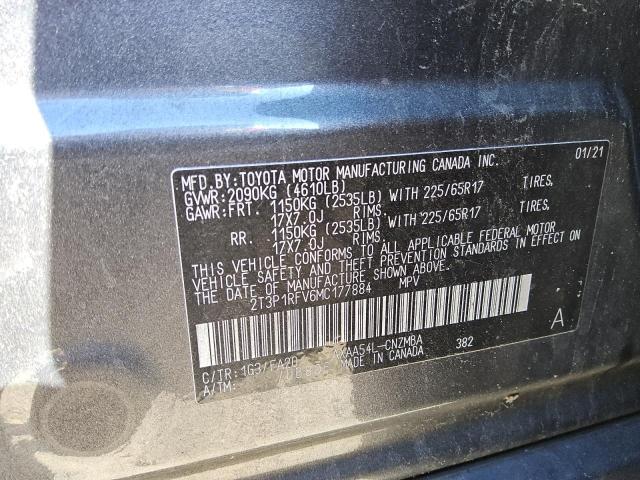 MFD.BY:TOYOTA MOTOR MANUFACTURING CANADA INC. 01/21
GVWR:2090KG (4610LB)
GAWR:FRT. 1150KG (2535LB) WITH 225/65R17 TIRES,
17X7.0J RIMS.
RR. 1150KG (2535LB) WITH 225/65R17 TIRES,
17X7.0J RIMS.
THIS VEHICLE CONFORMS TO ALL APPLICABLE FEDERAL MOTOR
VEHICLE SAFETY AND THEFT PREVENTION STANDARDS IN EFFECT ON
THE DATE OF MANUFACTURE SHOWN ABOVE.
2T3P1RFV6MC177884 MPV
A
C/TR:1G3/ AXAA54L-CNZMBA 382
A/TM: MADE IN CANADA